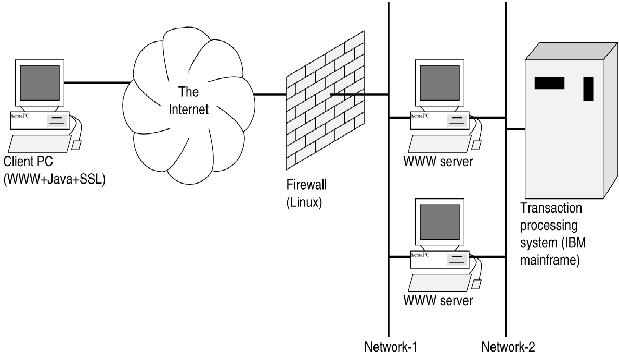 The
Internet
Client PC
(WWW+Java+SSL)
Firewall
(Linux)
WWW server
WWW server
Transaction
processing
system (IBM
mainframe)
Network-1
Network-2